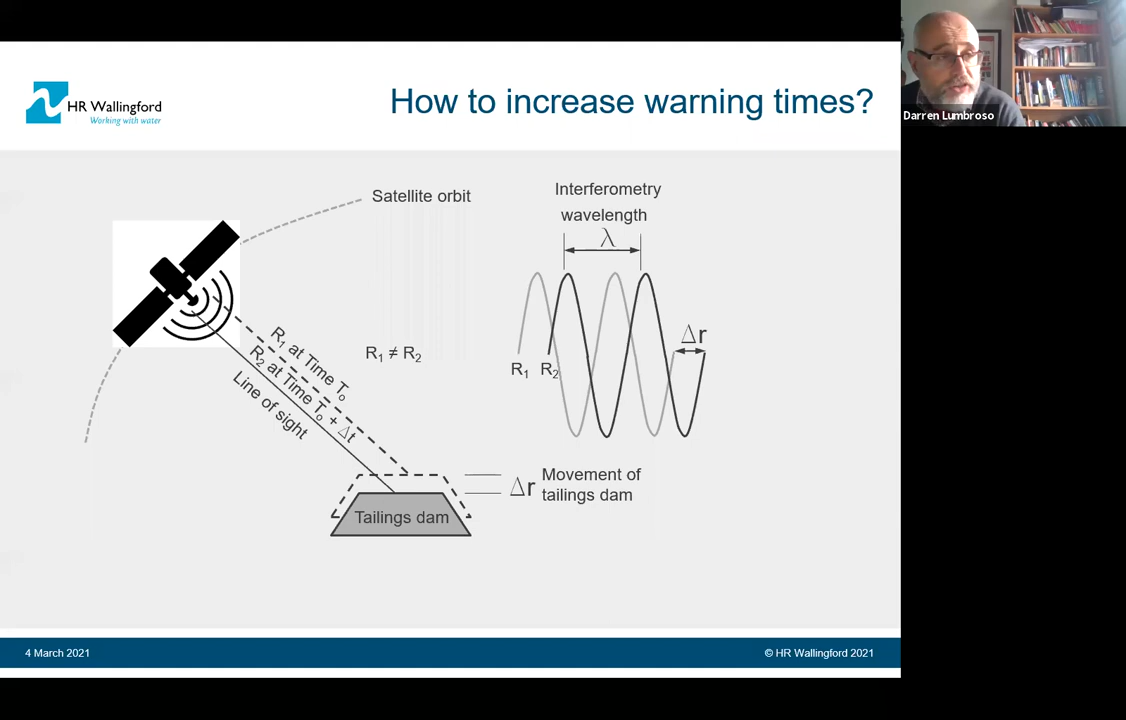 HR Wallingford
Working with water
How to increase warning times?
Darren Lumbroso
Satellite orbit
Interferometry
wavelength
λ
R1 at Time To
R2 at Time To + Δt
Line of sight
R1 ≠ R2
Δr
R1 R2
Δr
Movement of
tailings dam
Tailings dam
4 March 2021
© HR Wallingford 2021